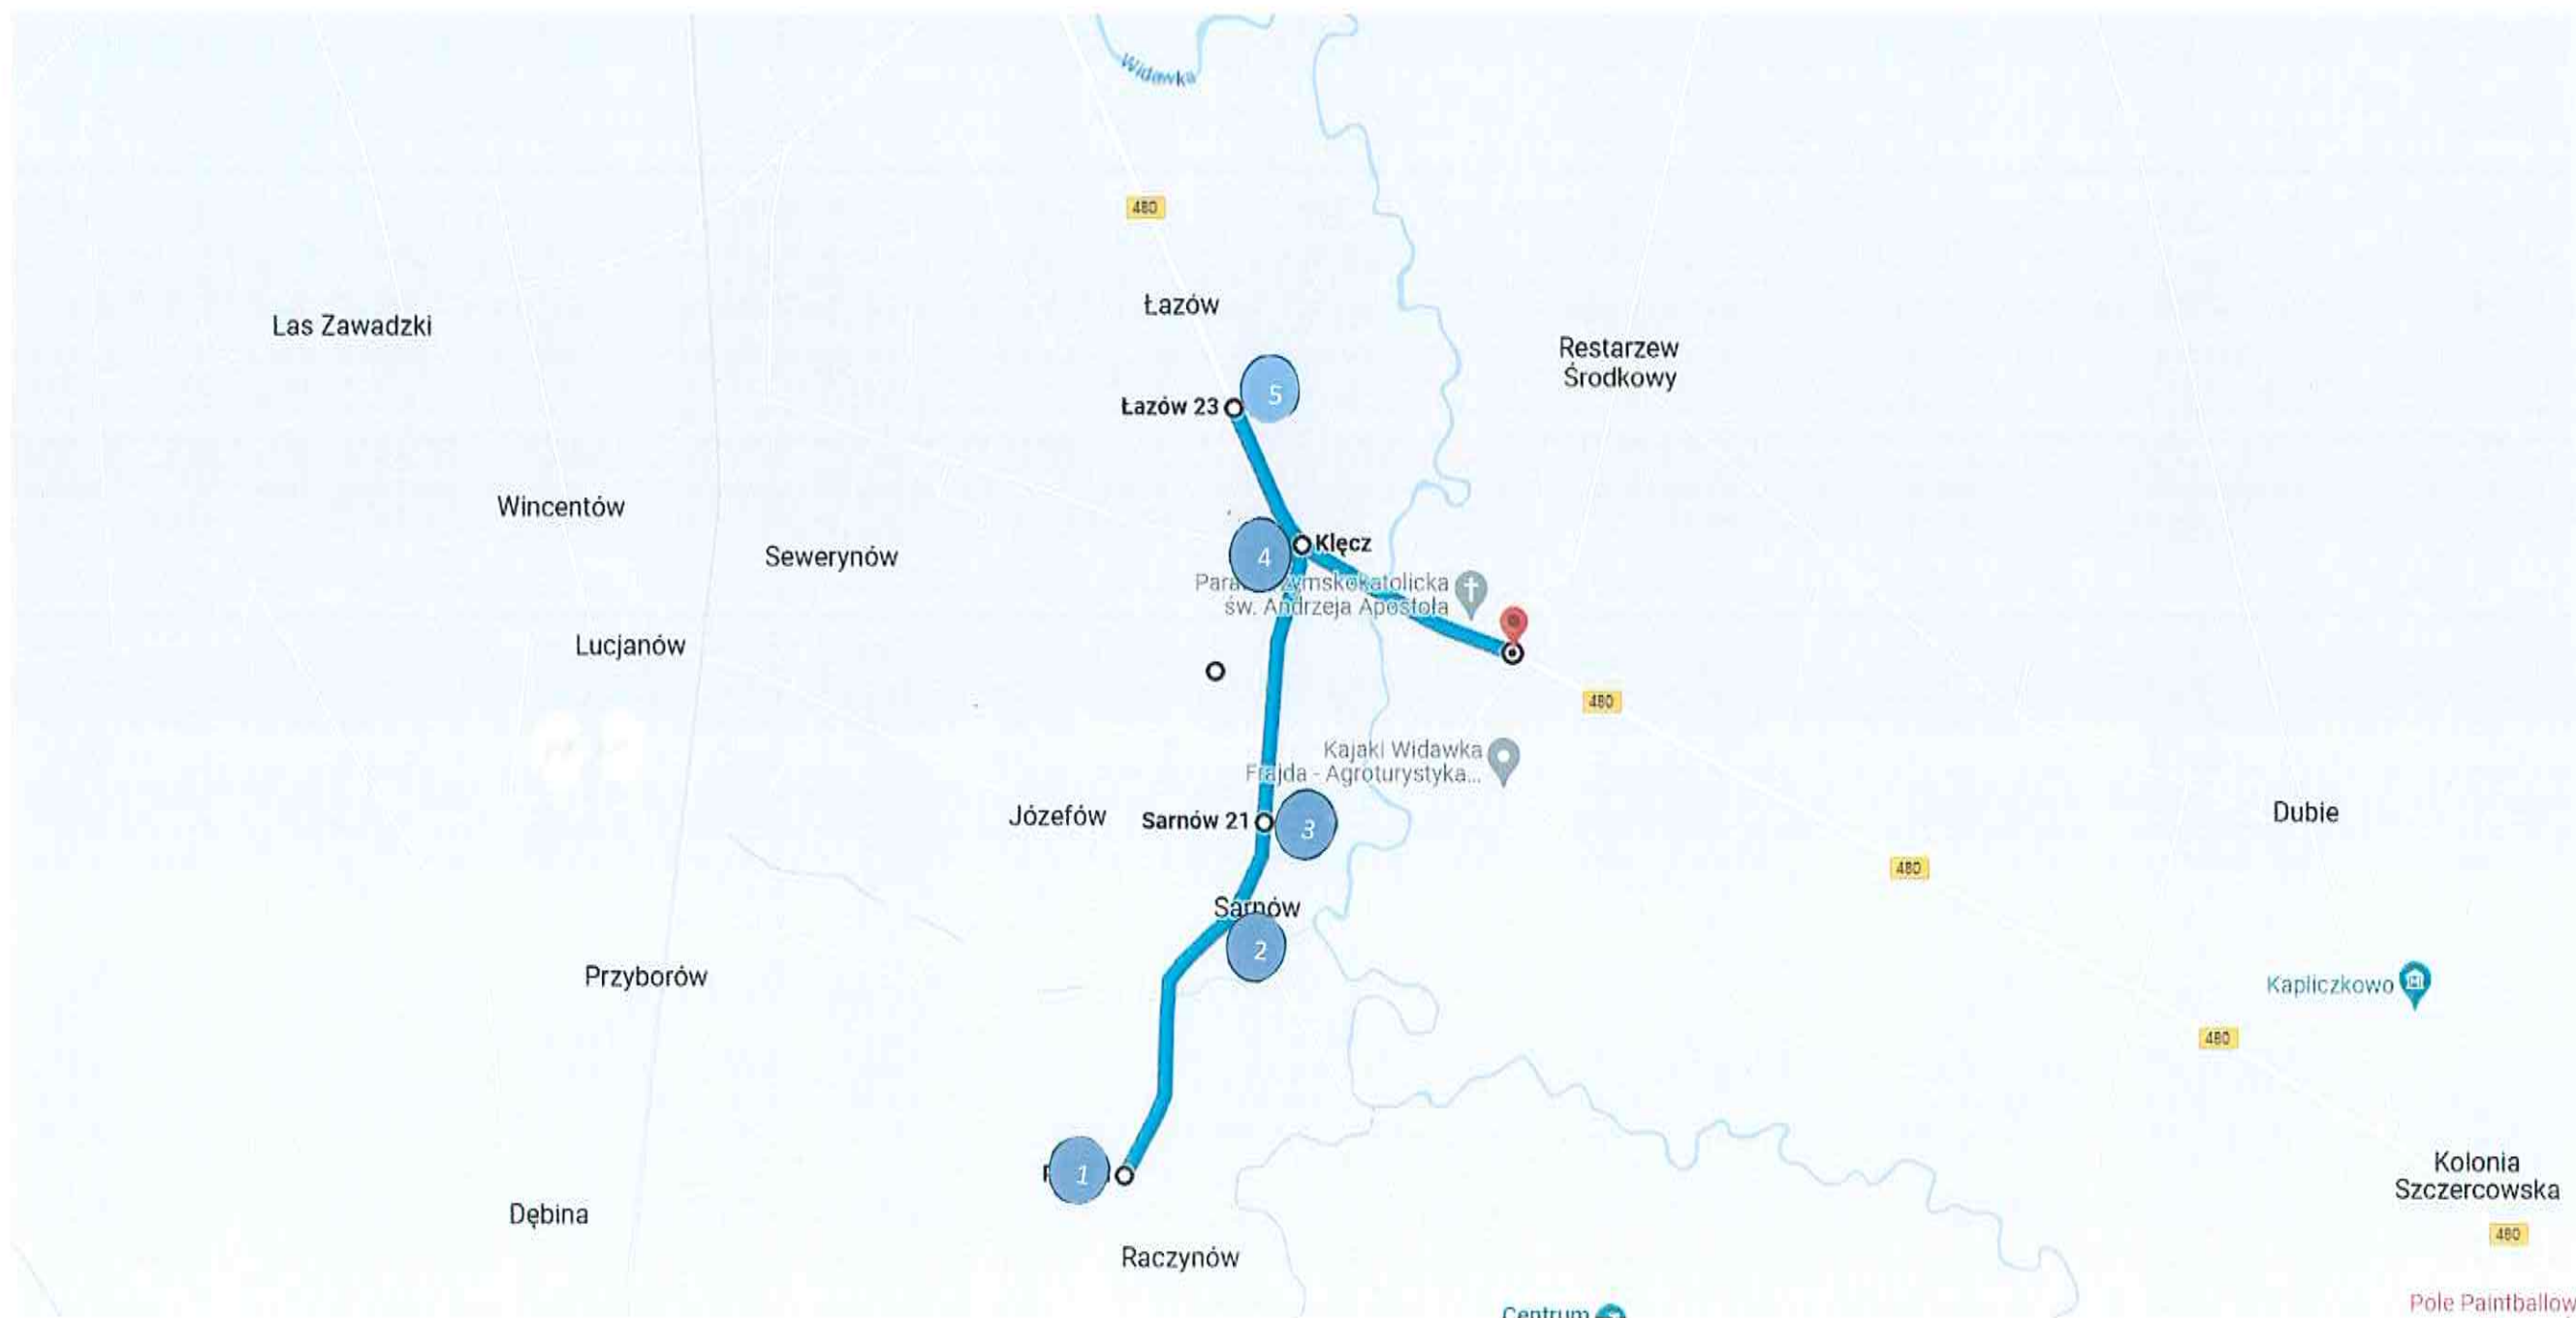 Widawka
480
Łazów
Las Zawadzki
Restarzew
Środkowy
5
Łazów 23
Wincentów
4
Klęcz
Sewerynów
św. Andrzeja Apostoła
Lucjanów
480
Kajaki Widawka
Frajda - Agroturystyka...
Józefów
Sarnów 21
3
Dubie
480
Sarnów
2
Przyborów
Kapliczkowo
480
1
Kolonia
Szczercowska
Dębina
480
Raczynów
Pole Paintballow
Centrum